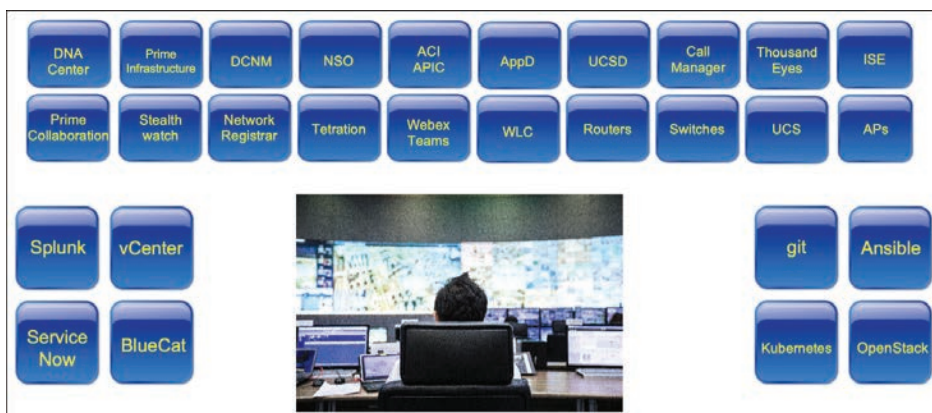 DNA
Center
Prime
Infrastructure
DCNM
NSO
ACI
APIC
AppD
UCSD
Call
Manager
Thousand
Eyes
ISE
Prime
Collaboration
Stealth
watch
Network
Registrar
Tetration
Webex
Teams
WLC
Routers
Switches
UCS
APs
Splunk
vCenter
git
Ansible
Service
Now
BlueCat
Kubernetes
OpenStack